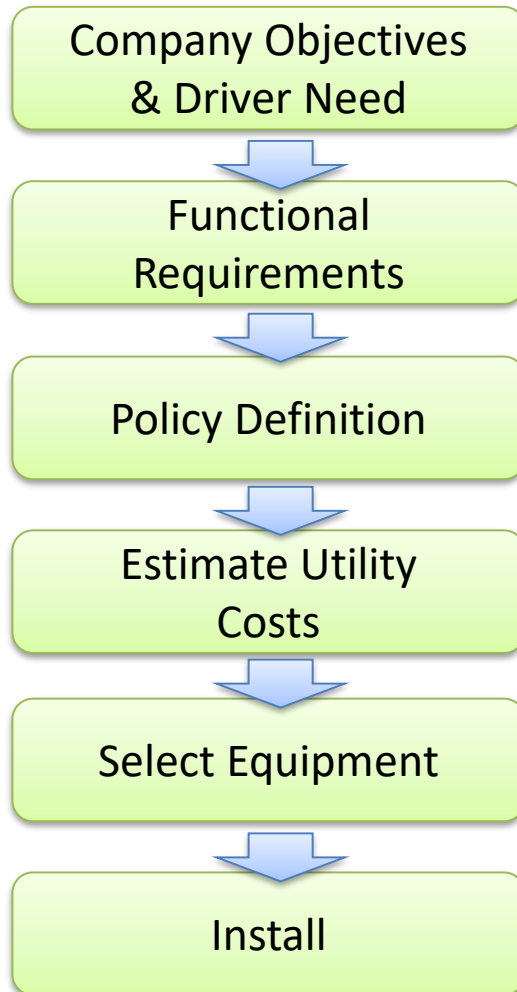 Company Objectives
& Driver Need
Functional
Requirements
Policy Definition
Estimate Utility
Costs
Select Equipment
Install